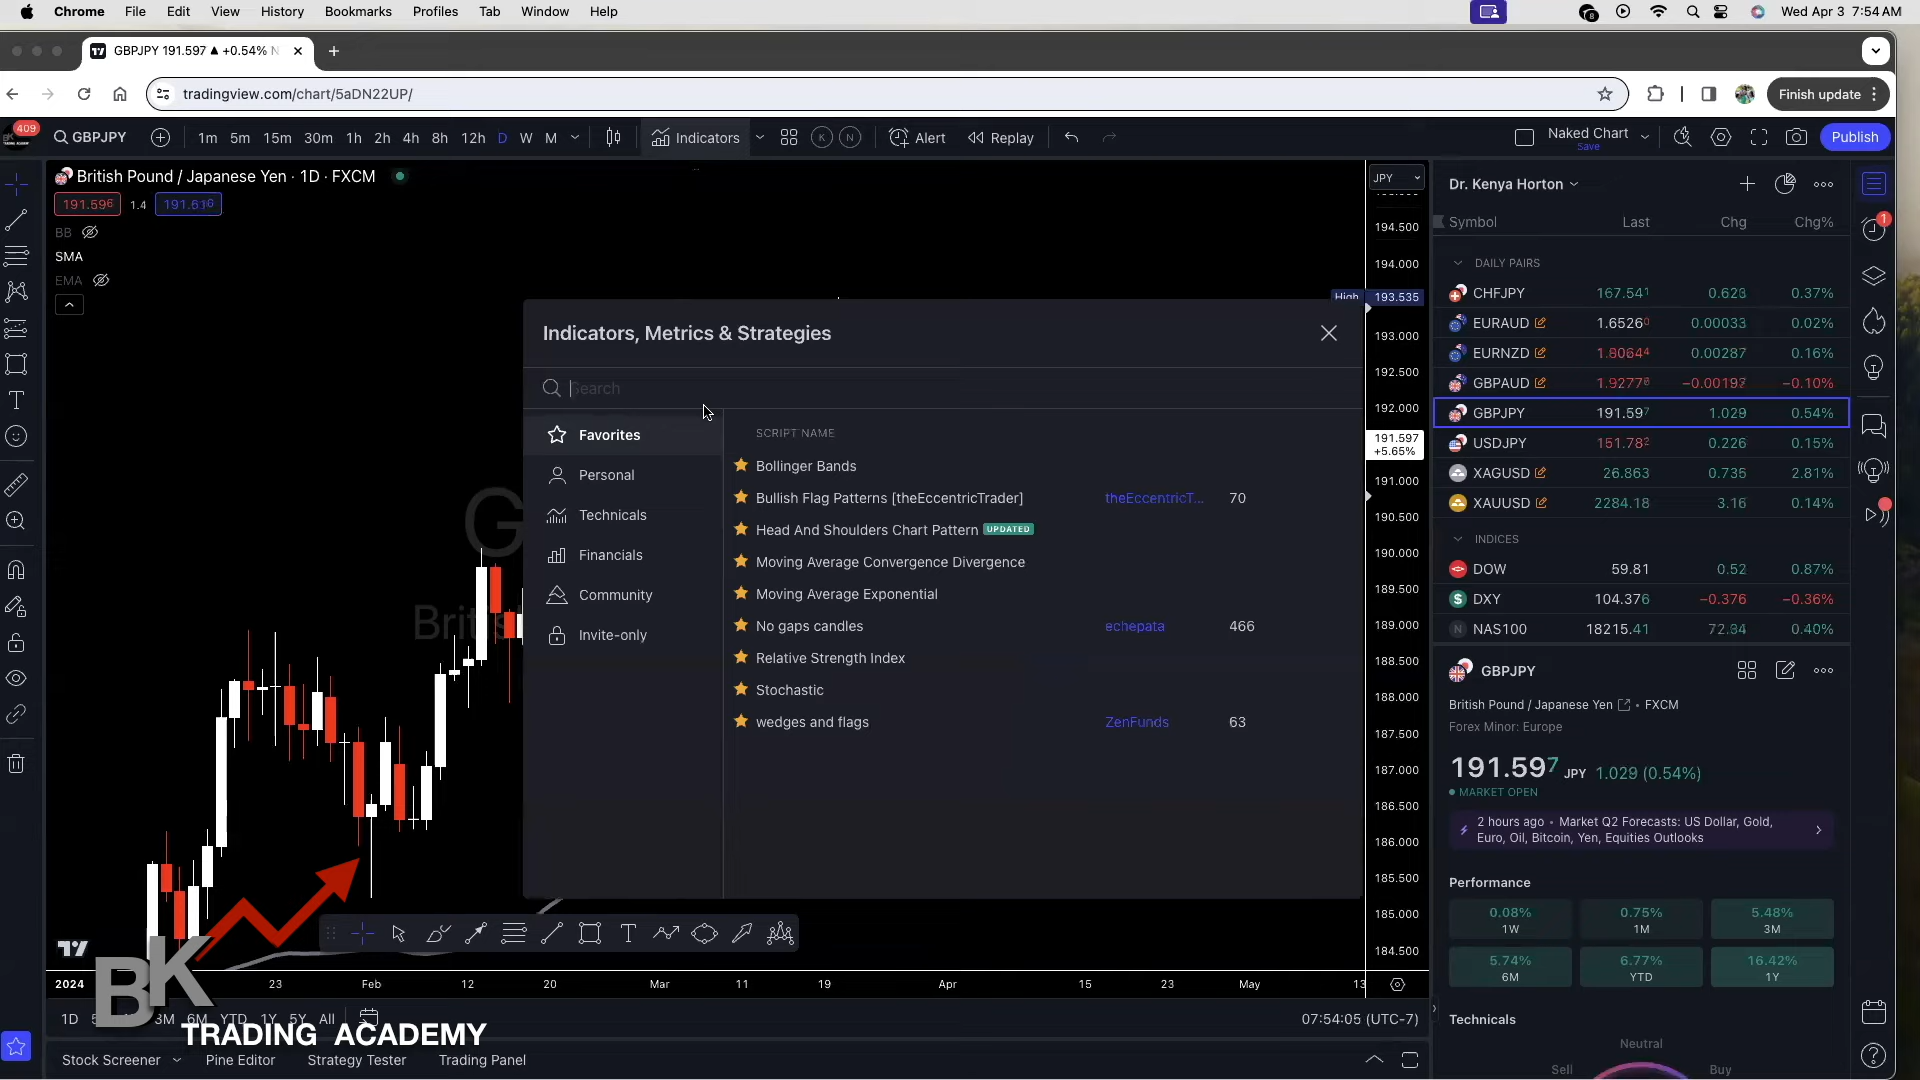 Chrome File Edit View History Bookmarks Profiles Tab Window Help
Wed Apr 3 7:54 AM
GBPJPY 191.597 ▲ +0.54% N
tradingview.com/chart/5aDN22UP/
Finish update
409
GBPJPY 1m 5m 15m 30m 1h 2h 4h 8h 12h D W M Indicators K N Alert Replay
Naked Chart
Save
Publish
British Pound / Japanese Yen · 1D · FXCM
191.596 1.4 191.610
BB
SMA
EMA
JPY
194.500
194.000
High 193.535
193.000
192.500
192.000
191.597
+5.65%
191.000
190.500
190.000
189.500
189.000
188.500
188.000
187.500
187.000
186.500
186.000
185.500
185.000
184.500
Indicators, Metrics & Strategies
Search
Favorites
Personal
Technicals
Financials
Community
Invite-only
SCRIPT NAME
Bollinger Bands
Bullish Flag Patterns [theEccentricTrader] theEccentricT... 70
Head And Shoulders Chart Pattern UPDATED
Moving Average Convergence Divergence
Moving Average Exponential
No gaps candles echepata 466
Relative Strength Index
Stochastic
wedges and flags ZenFunds 63
2024 23 Feb 12 20 Mar 11 19 Apr 15 23 May 13
1D 3M 6M YTD 1Y 5Y All
07:54:05 (UTC-7)
BK
TRADING ACADEMY
Stock Screener Pine Editor Strategy Tester Trading Panel
Dr. Kenya Horton
Symbol Last Chg Chg%
DAILY PAIRS
CHFJPY 167.541 0.623 0.37%
EURAUD 1.65260 0.00033 0.02%
EURNZD 1.80644 0.00287 0.16%
GBPAUD −0.10%
GBPJPY 191.597 1.029 0.54%
USDJPY 151.782 0.226 0.15%
XAGUSD 26.863 0.735 2.81%
XAUUSD 2284.18 3.16 0.14%
INDICES
DOW 59.81 0.52 0.87%
DXY 104.376 −0.376 −0.36%
NAS100 18215.41 0.40%
1
GBPJPY
British Pound / Japanese Yen • FXCM
Forex Minor: Europe
191.597 JPY 1.029 (0.54%)
MARKET OPEN
2 hours ago • Market Q2 Forecasts: US Dollar, Gold,
Euro, Oil, Bitcoin, Yen, Equities Outlooks
Performance
0.08% 0.75% 5.48%
1W 1M 3M
5.74% 6.77% 16.42%
6M YTD 1Y
Technicals
Neutral
Sell Buy